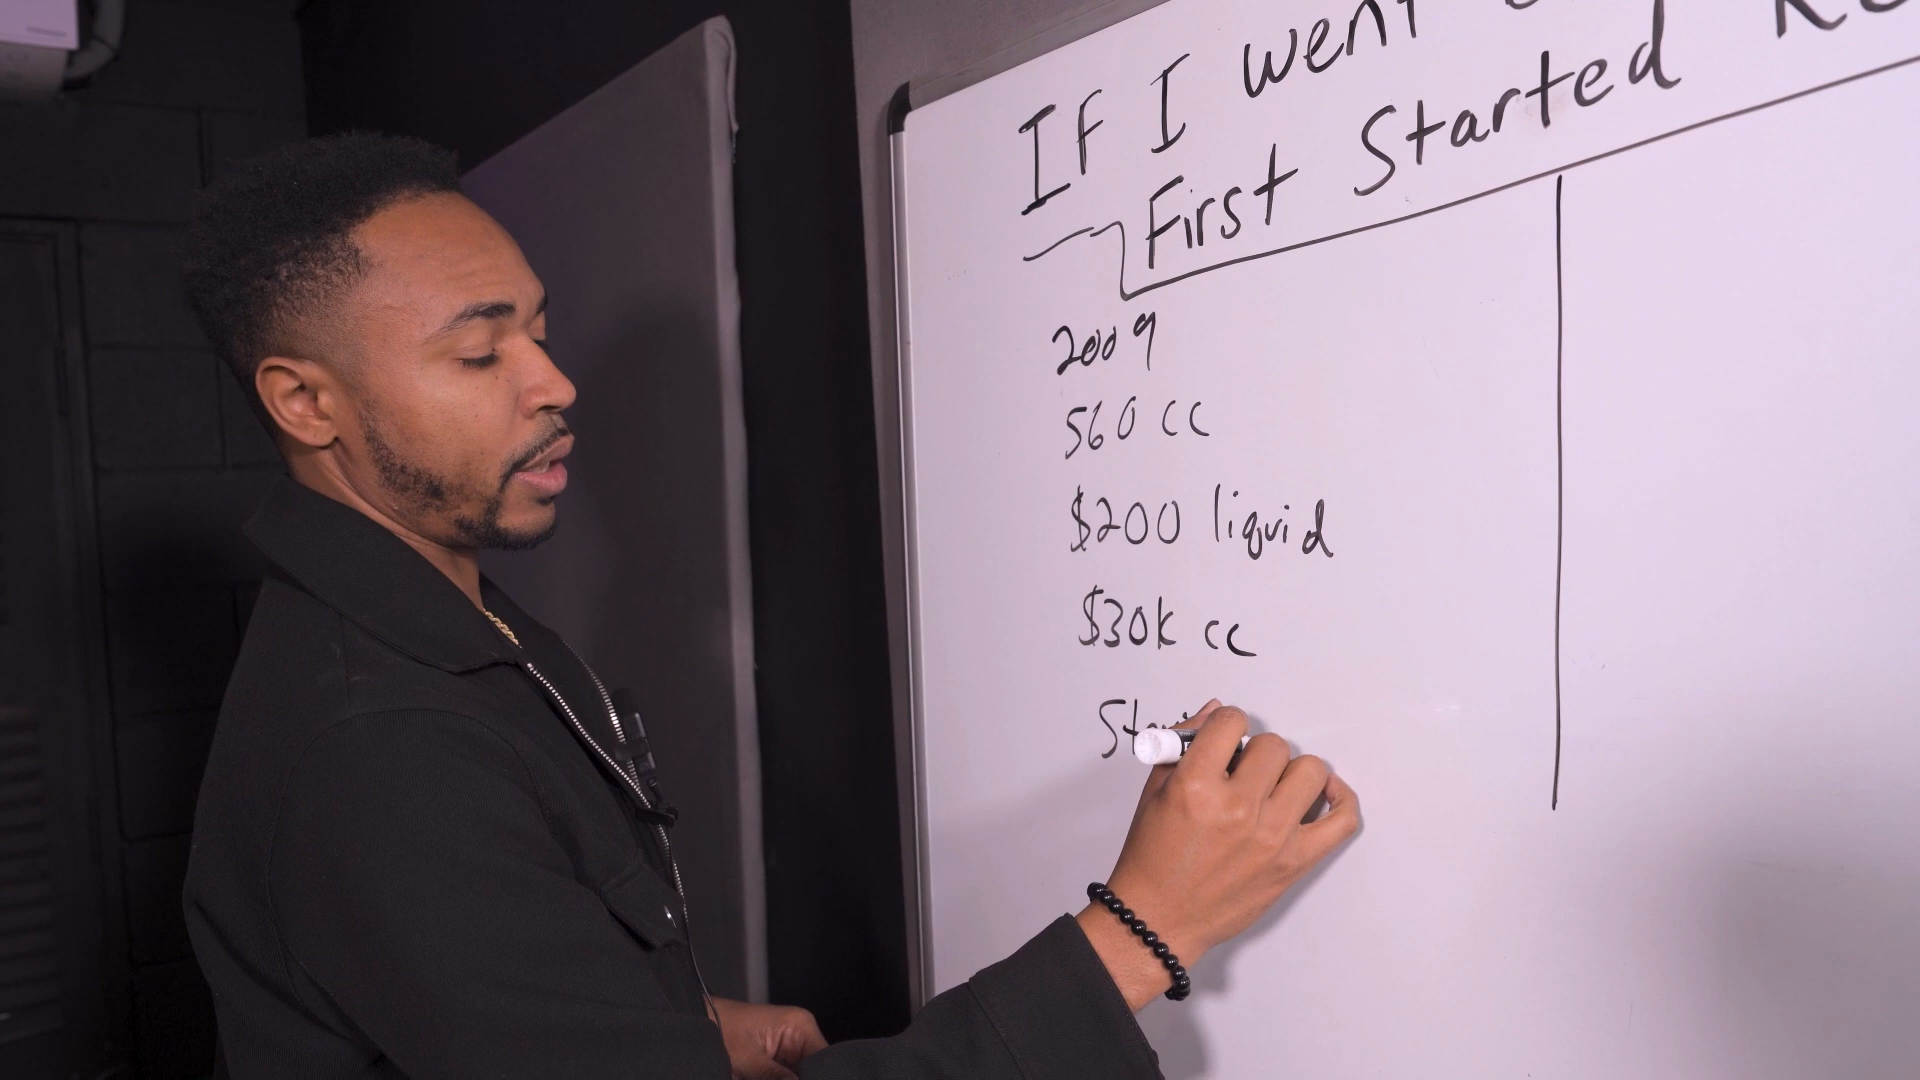 If I went
First Started
2009
560 cc
$200 liquid
$30K cc